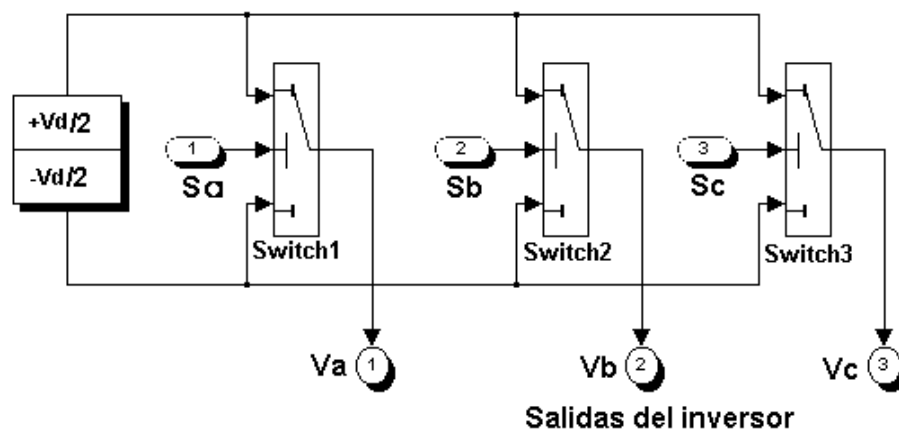 +Vd/2
-Vd/2
1
Sa
Switch1
2
Sb
Switch2
3
Sc
Switch3
Va
1
Vb
2
Vc
3
Salidas del inversor